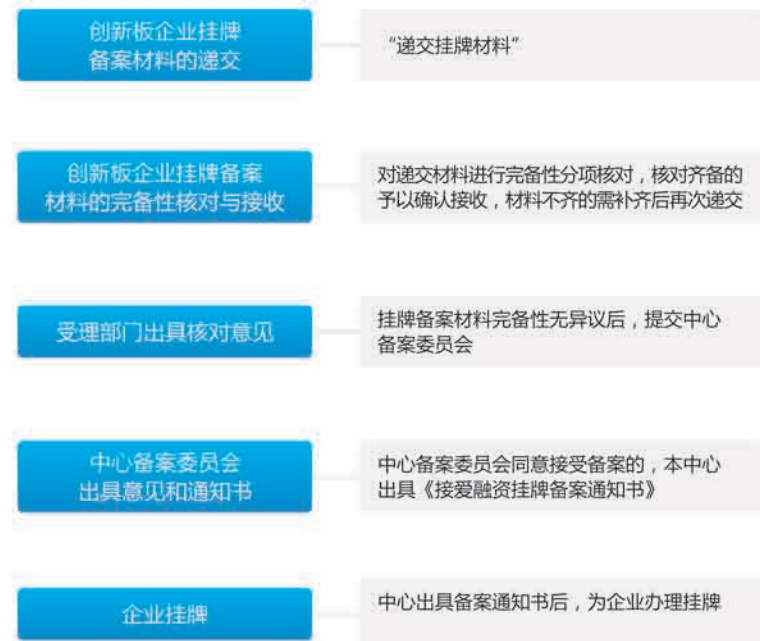 创新板企业挂牌
备案材料的递交
“递交挂牌材料”
创新板企业挂牌备案
材料的完备性核对与接收
对递交材料进行完备性分项核对，核对齐备的
予以确认接收，材料不齐的需补齐后再次递交
受理部门出具核对意见
挂牌备案材料完备性无异议后，提交中心
备案委员会
中心备案委员会
出具意见和通知书
中心备案委员会同意接受备案的，本中心
出具《接爱融资挂牌备案通知书》
企业挂牌
中心出具备案通知书后，为企业办理挂牌